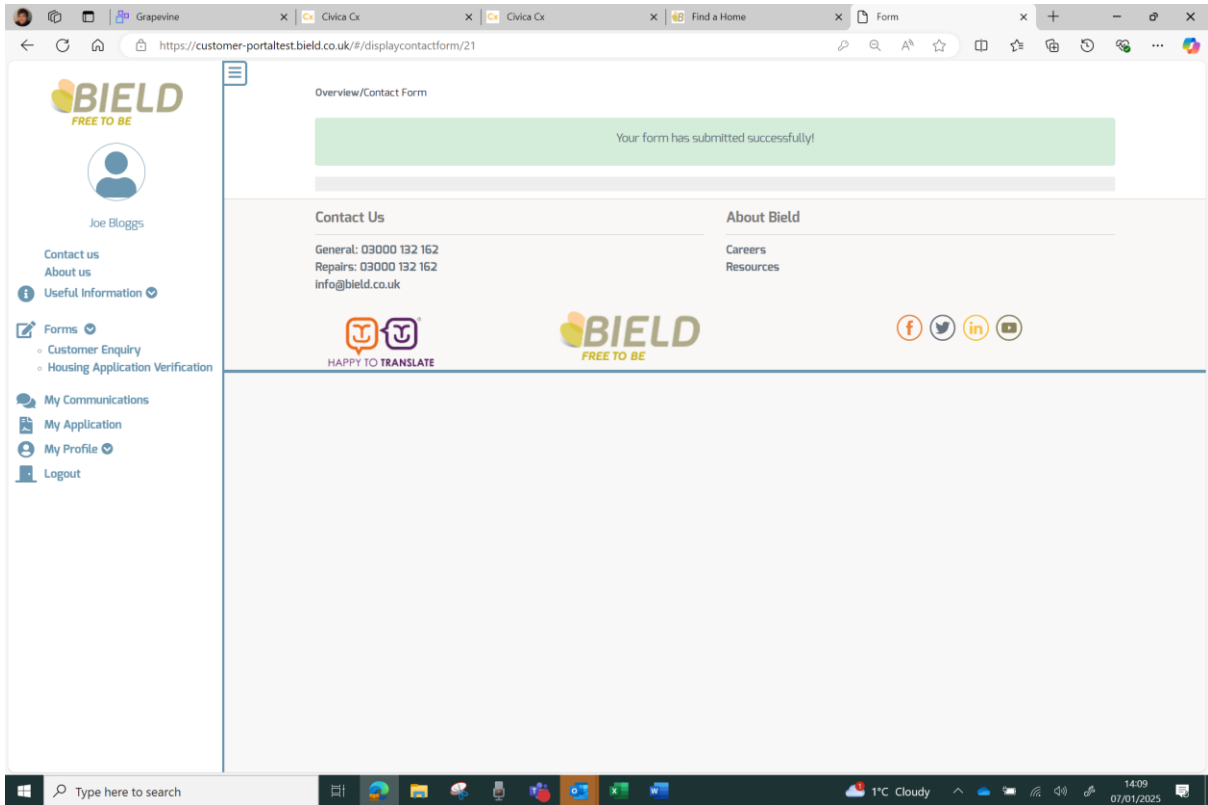 Grapevine
Civica Cx
Civica Cx
Find a Home
Form
https://customer-portaltest.bield.co.uk/#/displaycontactform/21
BIELD
FREE TO BE
Joe Bloggs
Contact us
About us
Useful Information
Forms
Customer Enquiry
Housing Application Verification
My Communications
My Application
My Profile
Logout
Overview/Contact Form
Your form has submitted successfully!
Contact Us
General: 03000 132 162
Repairs: 03000 132 162
info@bield.co.uk
About Bield
Careers
Resources
HAPPY TO TRANSLATE
BIELD
FREE TO BE
Type here to search
1°C Cloudy
14:09
07/01/2025